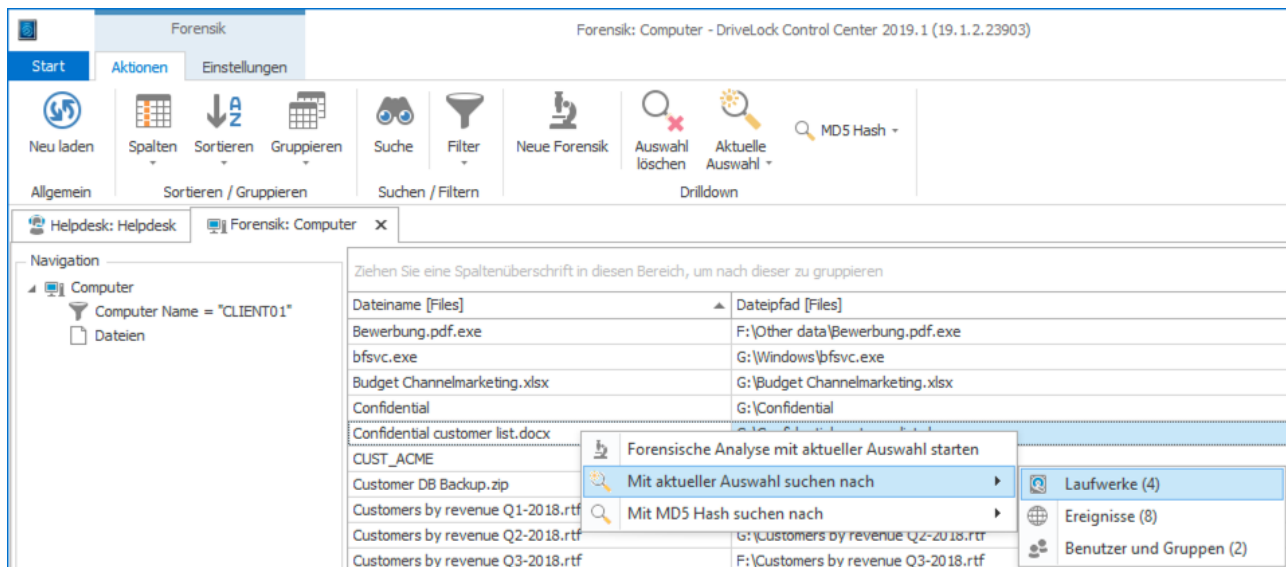 Forensik
Forensik: Computer - DriveLock Control Center 2019.1 (19.1.2.23903)
Start Aktionen Einstellungen
Neu laden Spalten Sortieren Gruppieren Suche Filter Neue Forensik Auswahl löschen Aktuelle Auswahl MD5 Hash
Allgemein Sortieren / Gruppieren Suchen / Filtern Drilldown
Helpdesk: Helpdesk Forensik: Computer
Navigation
Computer
Computer Name = "CLIENT01"
Dateien
Ziehen Sie eine Spaltenüberschrift in diesen Bereich, um nach dieser zu gruppieren
Dateiname [Files] Dateipfad [Files]
Bewerbung.pdf.exe F:\Other data\Bewerbung.pdf.exe
bfsvc.exe G:\Windows\bfsvc.exe
Budget Channelmarketing.xlsx G:\Budget Channelmarketing.xlsx
Confidential G:\Confidential
Confidential customer list.docx
CUST_ACME
Customer DB Backup.zip
Customers by revenue Q1-2018.rtf
Customers by revenue Q2-2018.rtf G:\Customers by revenue Q2-2018.rtf
Customers by revenue Q3-2018.rtf F:\Customers by revenue Q3-2018.rtf
Forensische Analyse mit aktueller Auswahl starten
Mit aktueller Auswahl suchen nach
Mit MD5 Hash suchen nach
Laufwerke (4)
Ereignisse (8)
Benutzer und Gruppen (2)